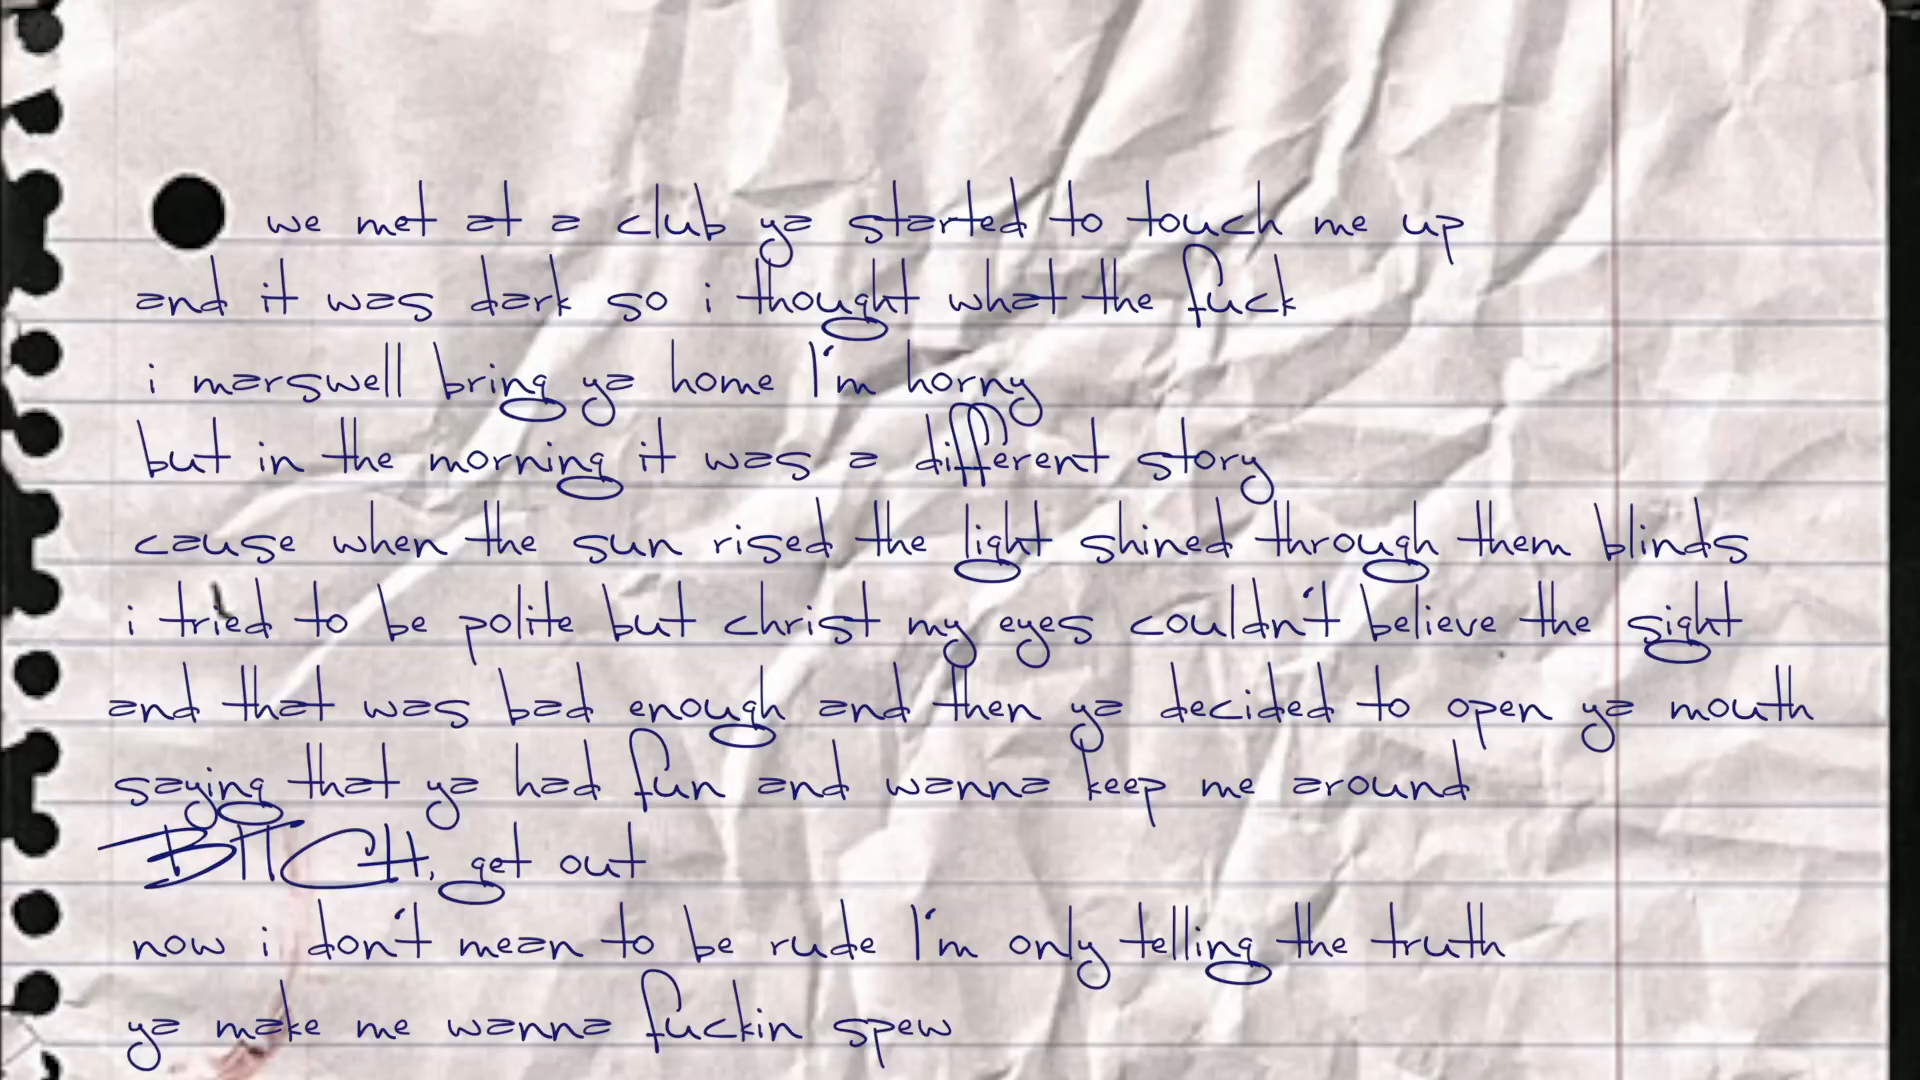 we met at a club ya started to touch me up
and it was dark so i thought what the fuck
i marswell bring ya home I'm horny
but in the morning it was a different story
cause when the sun rised the light shined through them blinds
i tried to be polite but christ my eyes couldn't believe the sight
and that was bad enough and then ya decided to open ya mouth
saying that ya had fun and wanna keep me around
BITCH, get out
now i don't mean to be rude I'm only telling the truth
ya make me wanna fuckin spew